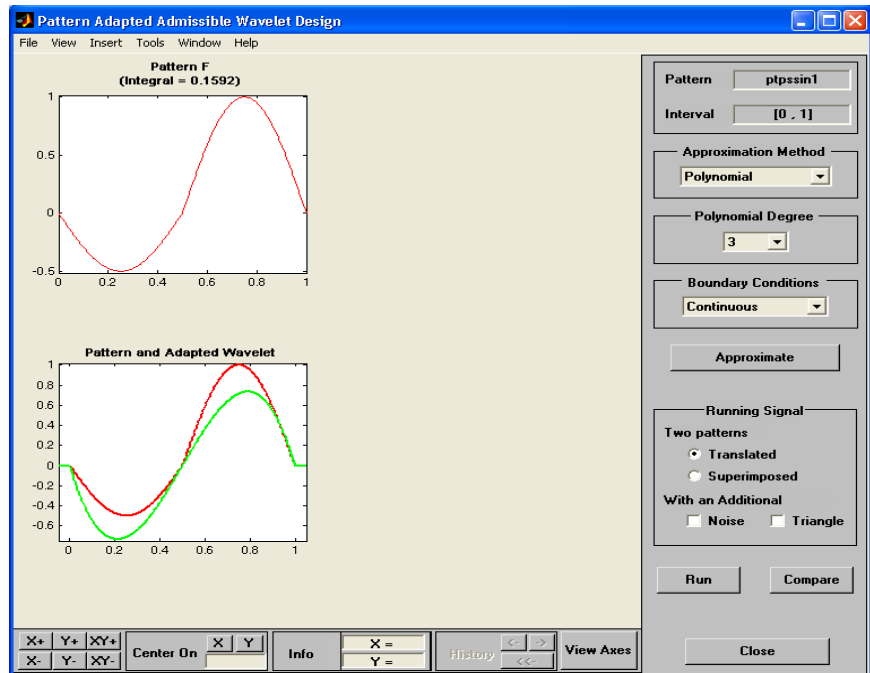 Pattern Adapted Admissible Wavelet Design
File View Insert Tools Window Help
Pattern F
(Integral = 0.1592)
1
0.5
0
-0.5
0 0.2 0.4 0.6 0.8 1
Pattern and Adapted Wavelet
1
0.8
0.6
0.4
0.2
0
-0.2
-0.4
-0.6
0 0.2 0.4 0.6 0.8 1
Pattern ptpssin1
Interval [0 , 1]
Approximation Method
Polynomial
Polynomial Degree
3
Boundary Conditions
Continuous
Approximate
Running Signal
Two patterns
Translated
Superimposed
With an Additional
Noise Triangle
Run Compare
Close
X+ Y+ XY+
X- Y- XY-
Center On X Y
Info X =
Y =
History <- ->
<<-
View Axes